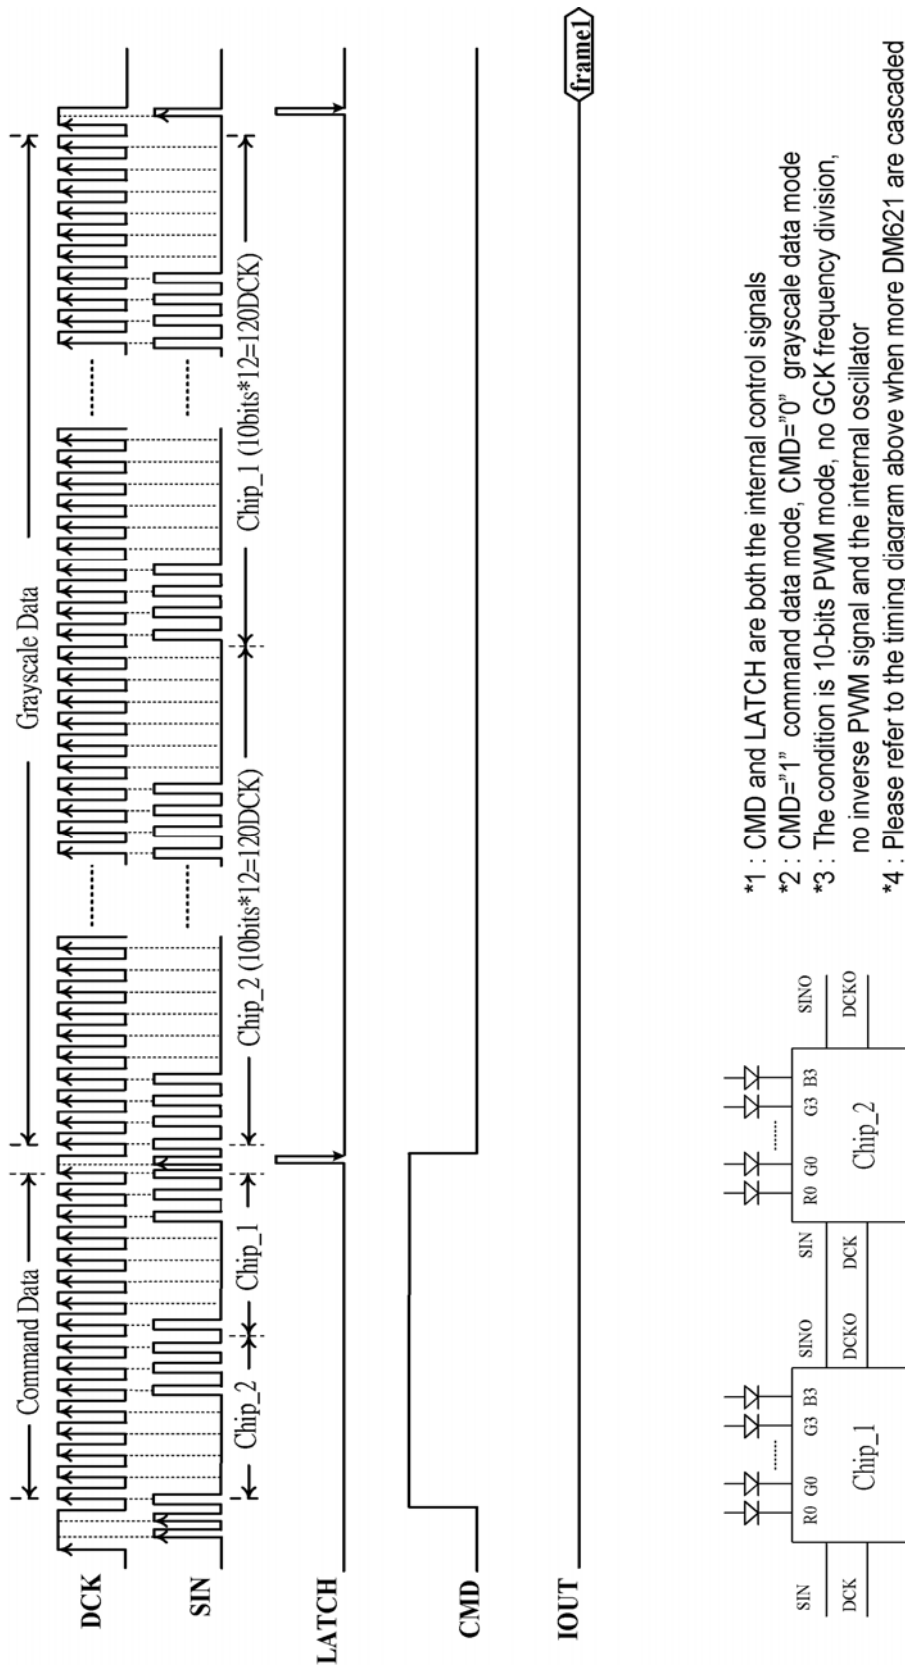 Command Data
Grayscale Data
DCK
SIN
Chip_2
Chip_1
Chip_2 (10bits*12=120DCK)
Chip_1 (10bits*12=120DCK)
LATCH
CMD
IOUT
frame1
R0 G0 G3 B3
R0 G0 G3 B3
SIN
SINO
SIN
SINO
DCK
DCKO
DCK
DCKO
Chip_1
Chip_2
*1 : CMD and LATCH are both the internal control signals
*2 : CMD="1" command data mode, CMD="0" grayscale data mode
*3 : The condition is 10-bits PWM mode, no GCK frequency division,
no inverse PWM signal and the internal oscillator
*4 : Please refer to the timing diagram above when more DM621 are cascaded